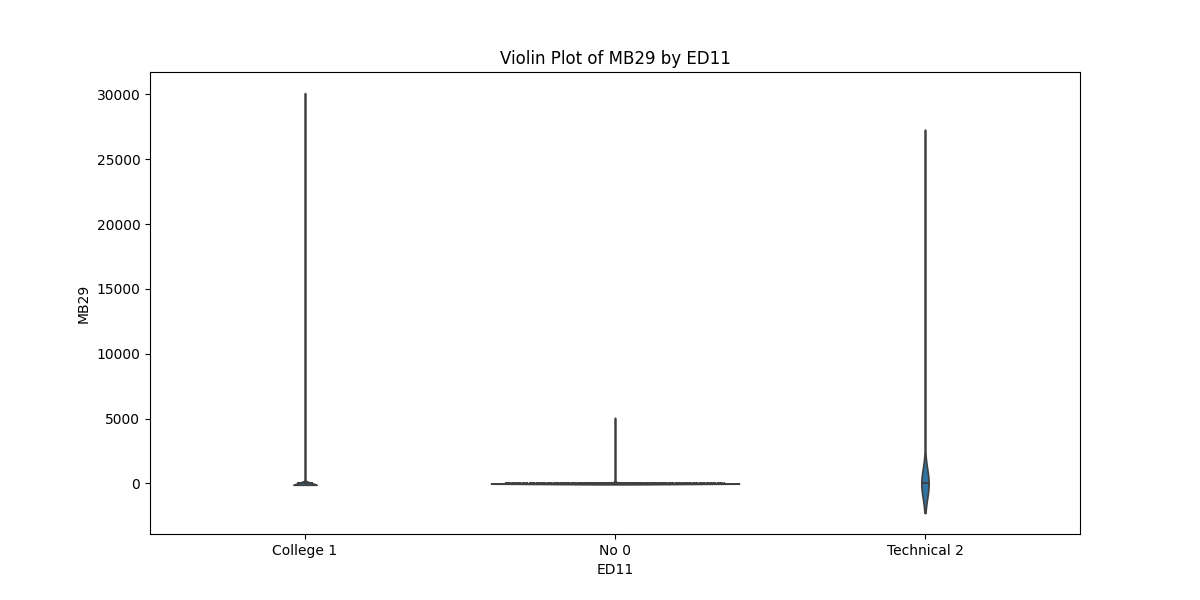 Violin Plot of MB29 by ED11
30000
25000
20000
15000
10000
5000
0
MB29
College 1
No 0
Technical 2
ED11